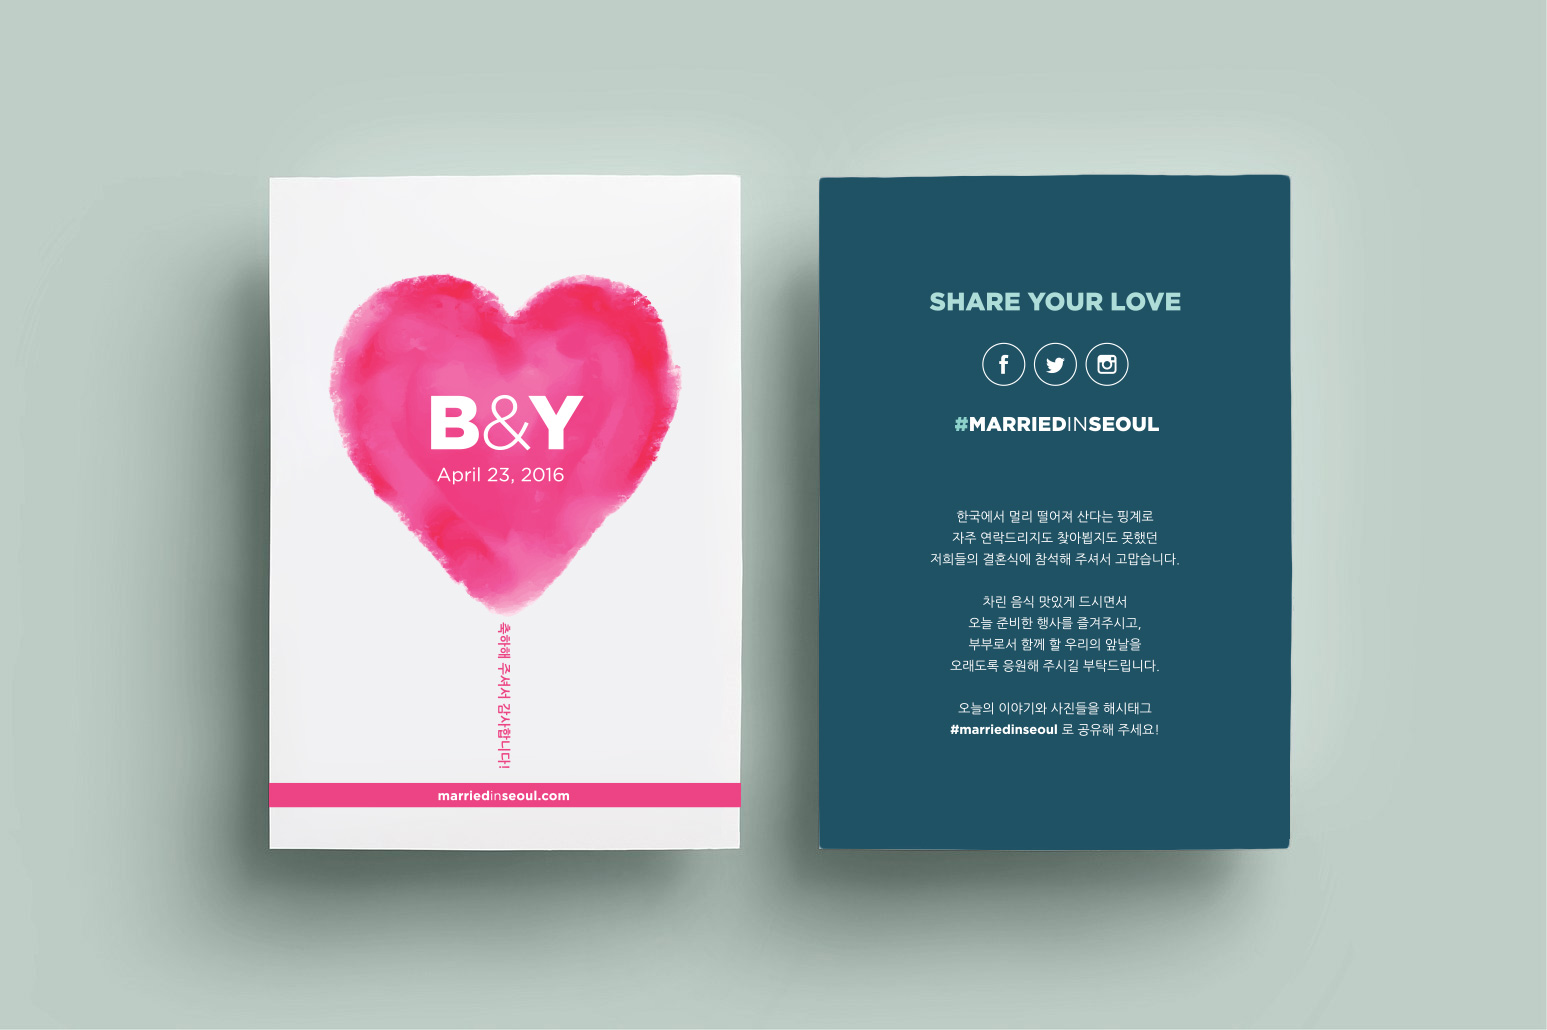 B&Y
April 23, 2016
축하해 주셔서 감사합니다!
marriedinseoul.com
SHARE YOUR LOVE
#MARRIEDINSEOUL
한국에서 멀리 떨어져 산다는 핑계로
자주 연락드리지도 찾아뵙지도 못했던
저희들의 결혼식에 참석해 주셔서 고맙습니다.
차린 음식 맛있게 드시면서
오늘 준비한 행사를 즐겨주시고,
부부로서 함께 할 우리의 앞날을
오래도록 응원해 주시길 부탁드립니다.
오늘의 이야기와 사진들을 해시태그
#marriedinseoul 로 공유해 주세요!